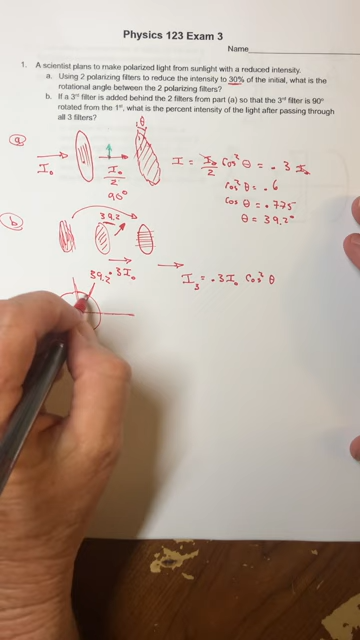 Physics 123 Exam 3
Name
1. A scientist plans to make polarized light from sunlight with a reduced intensity.
a. Using 2 polarizing filters to reduce the intensity to 30% of the initial, what is the
rotational angle between the 2 polarizing filters?
b. If a 3rd filter is added behind the 2 filters from part (a) so that the 3rd filter is 90°
rotated from the 1st, what is the percent intensity of the light after passing through
all 3 filters?
θ
a
I₀
I₀/2
90°
I = I₀/2 cos²θ = .3 I₀
cos²θ = .6
cos θ = .775
θ = 39.2°
b
39.2
.3I₀
I₃ = .3I₀ cos²θ
39.2°